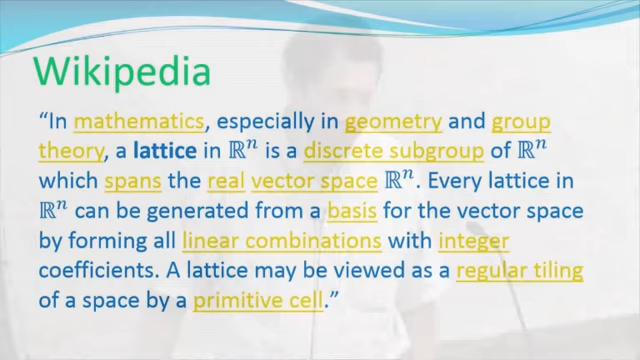 Wikipedia
“In mathematics, especially in geometry and group
theory, a lattice in ℝⁿ is a discrete subgroup of ℝⁿ
which spans the real vector space ℝⁿ. Every lattice in
ℝⁿ can be generated from a basis for the vector space
by forming all linear combinations with integer
coefficients. A lattice may be viewed as a regular tiling
of a space by a primitive cell.”